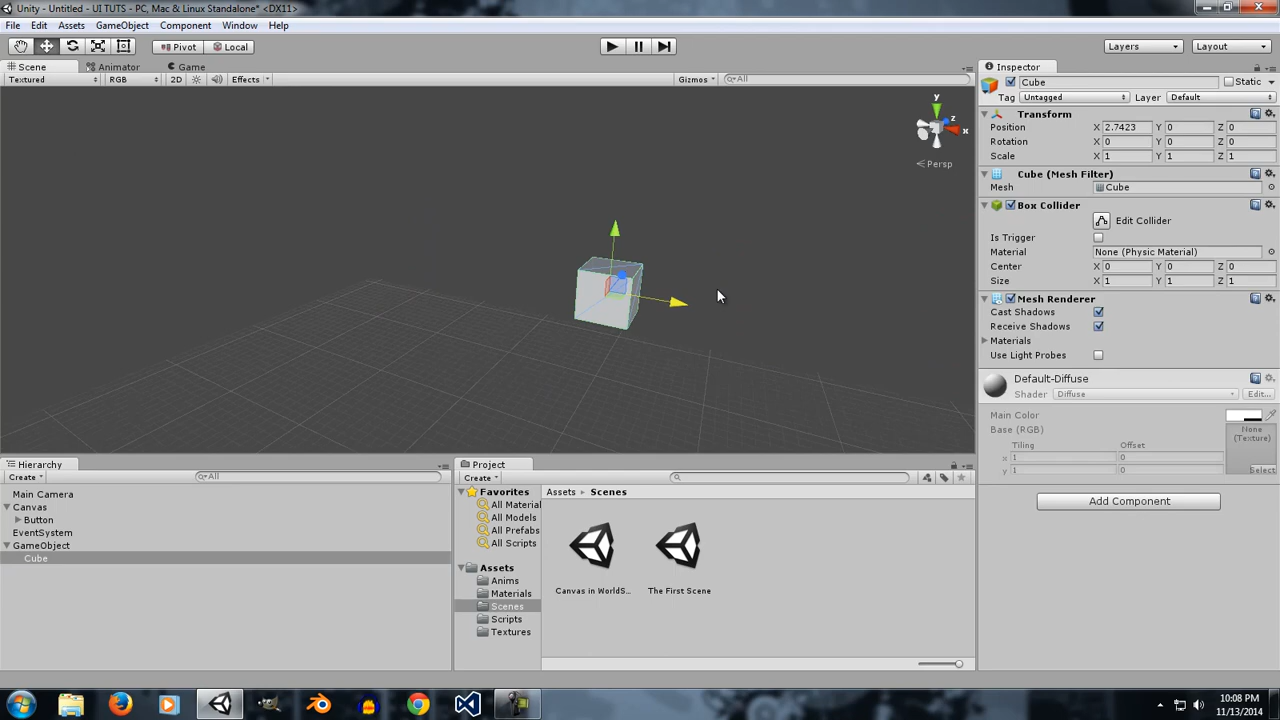 Unity - Untitled - UI TUTS - PC, Mac & Linux Standalone* <DX11>
File Edit Assets GameObject Component Window Help
Pivot Local Layers Layout
Scene Animator Game
Textured RGB 2D Effects Gizmos All
y
z
x
Persp
Inspector
Cube Static
Tag Untagged Layer Default
Transform
Position X 2.7423 Y 0 Z 0
Rotation X 0 Y 0 Z 0
Scale X 1 Y 1 Z 1
Cube (Mesh Filter)
Mesh Cube
Box Collider
Edit Collider
Is Trigger
Material None (Physic Material)
Center X 0 Y 0 Z 0
Size X 1 Y 1 Z 1
Mesh Renderer
Cast Shadows
Receive Shadows
Materials
Use Light Probes
Default-Diffuse
Shader Diffuse Edit...
Main Color
Base (RGB)
None
(Texture)
Tiling Offset
x 1 0
y 1 0
Select
Add Component
Hierarchy
Create All
Main Camera
Canvas
Button
EventSystem
GameObject
Cube
Project
Create
Favorites
All Material
All Models
All Prefabs
All Scripts
Assets
Anims
Materials
Scenes
Scripts
Textures
Assets Scenes
Canvas in WorldS...
The First Scene
10:08 PM
11/13/2014